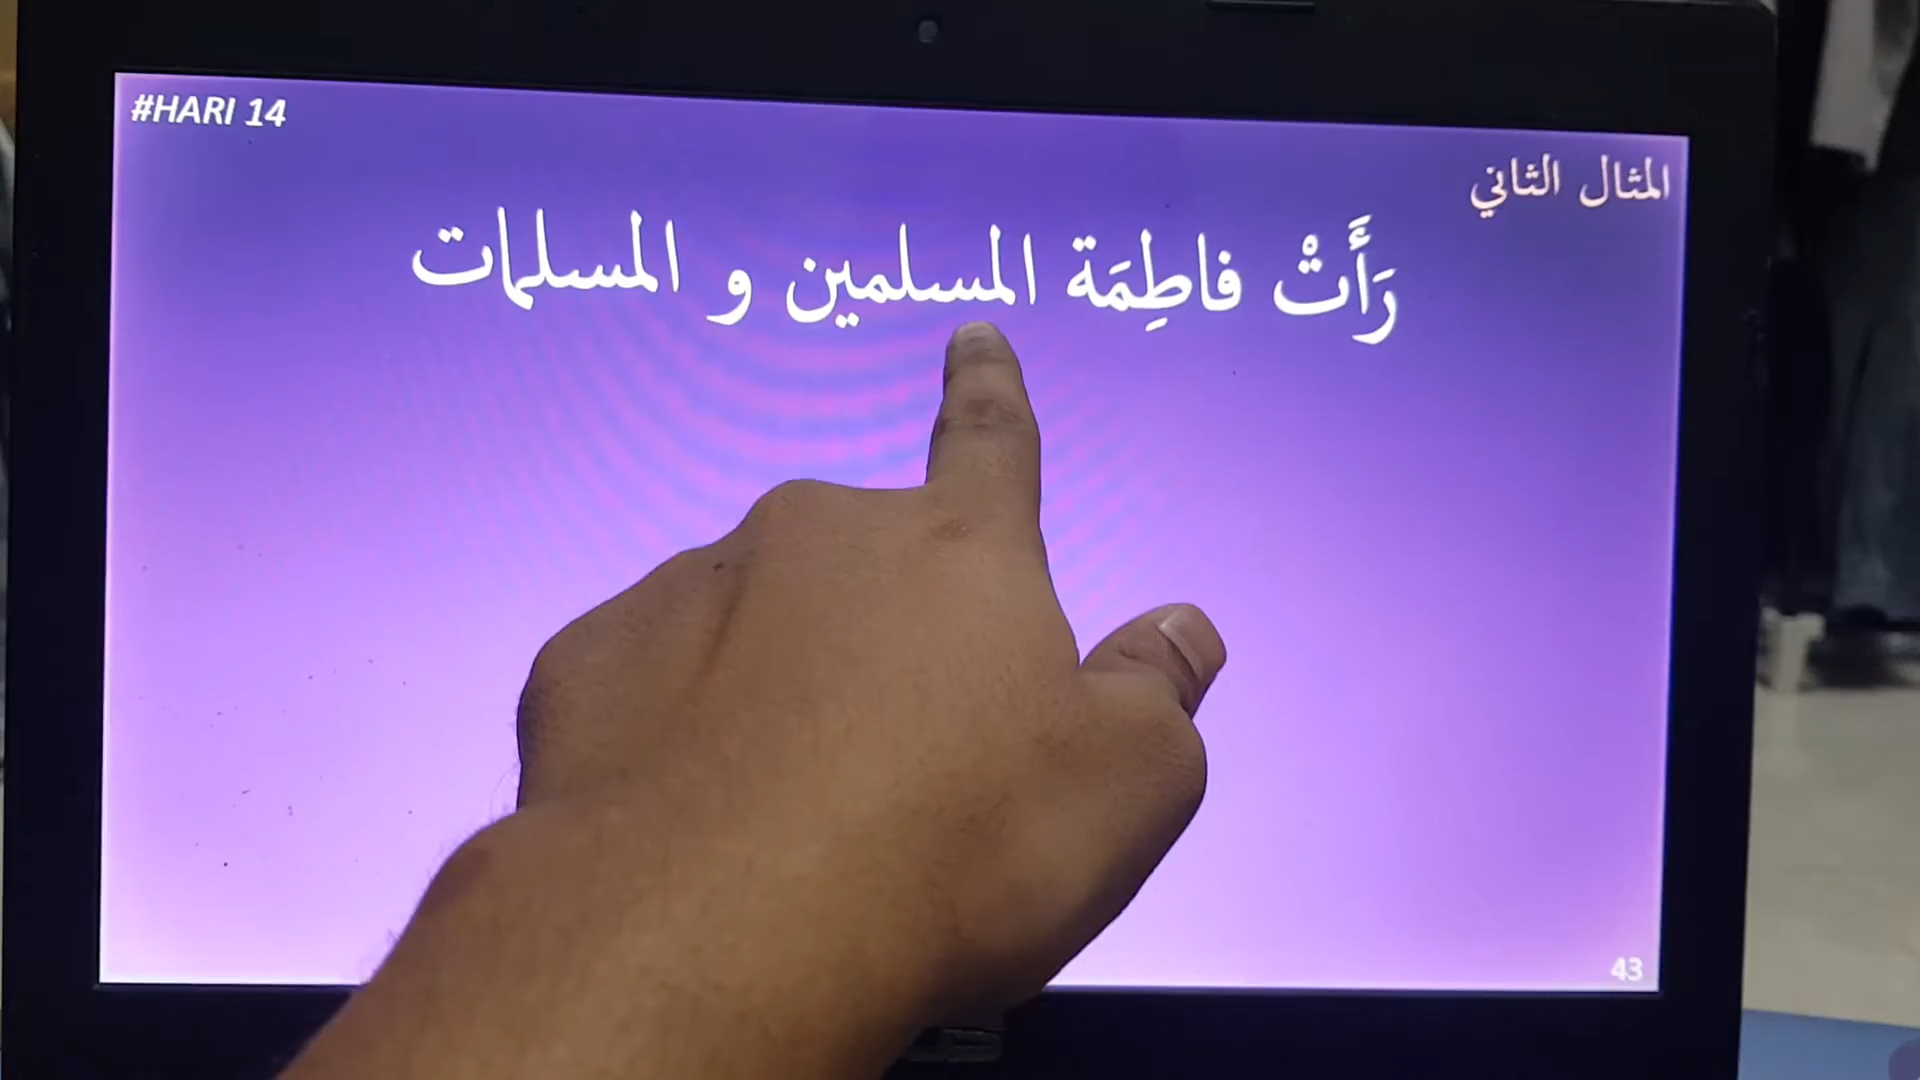 #HARI 14
المثال الثاني
رَأَتْ فاطِمَة المسلمين و المسلمات
43